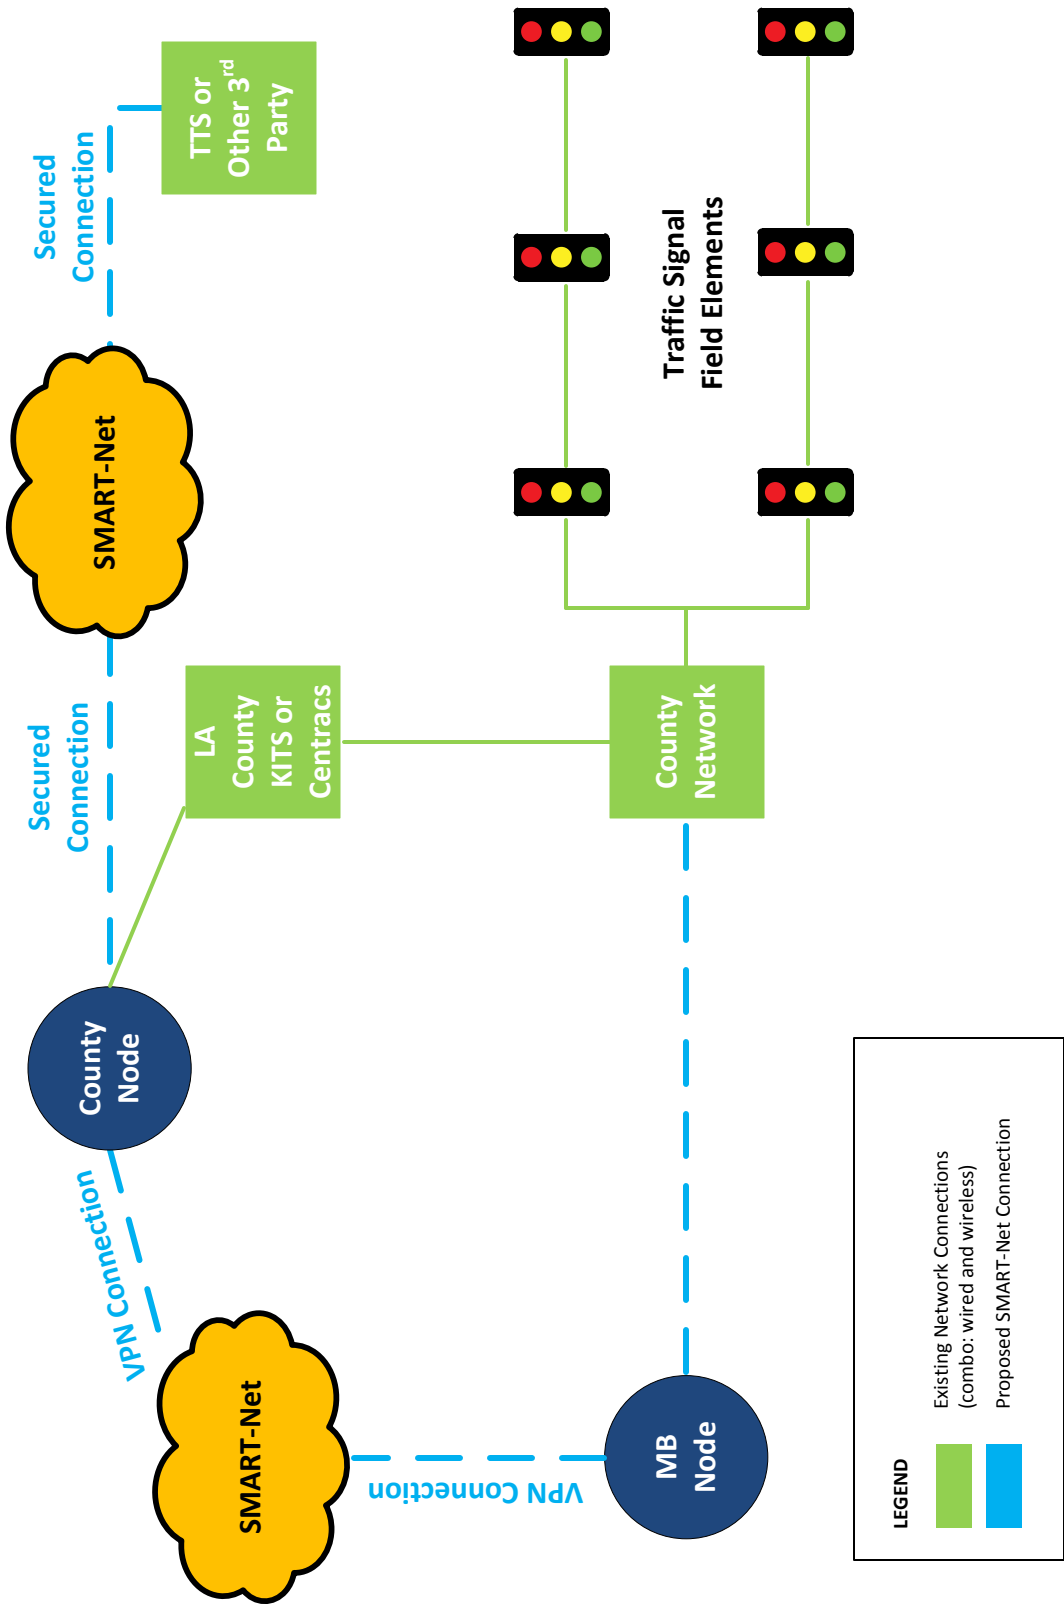 SMART-Net
VPN Connection
County
Node
Secured
Connection
SMART-Net
Secured
Connection
TTS or
Other 3rd
Party
LA
County
KITS or
Centracs
VPN Connection
MB
Node
County
Network
Traffic Signal
Field Elements
LEGEND
Existing Network Connections
(combo: wired and wireless)
Proposed SMART-Net Connection